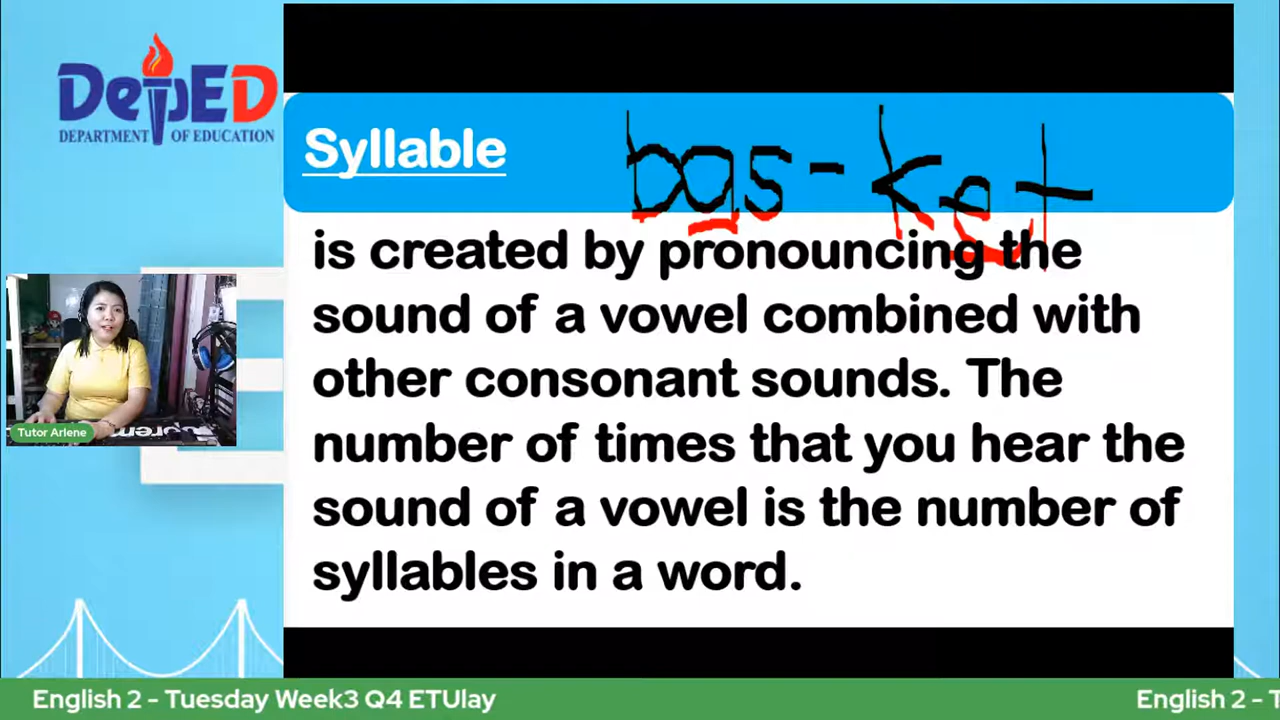 DepED
DEPARTMENT OF EDUCATION
Syllable
bas-ket
is created by pronouncing the
sound of a vowel combined with
other consonant sounds. The
number of times that you hear the
sound of a vowel is the number of
syllables in a word.
Tutor Arlene
English 2 - Tuesday Week3 Q4 ETUlay
English 2 - T